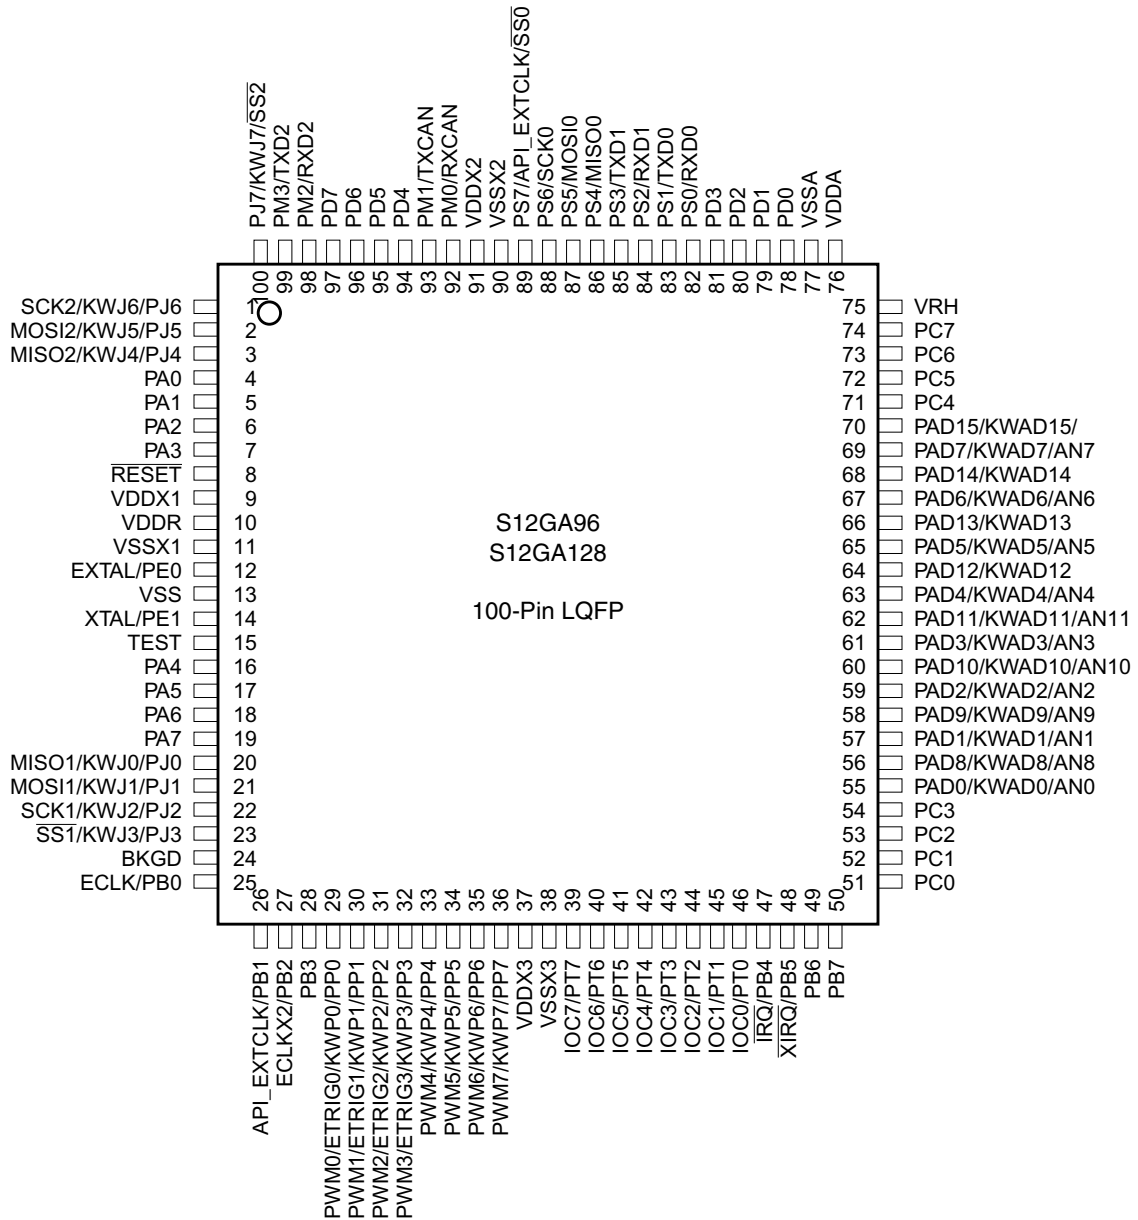 PJ7/KWJ7/SS2
PM3/TXD2
PM2/RXD2
PD7
PD6
PD5
PD4
PM1/TXCAN
PM0/RXCAN
VDDX2
VSSX2
PS7/API_EXTCLK/SS0
PS6/SCK0
PS5/MOSI0
PS4/MISO0
PS3/TXD1
PS2/RXD1
PS1/TXD0
PS0/RXD0
PD3
PD2
PD1
PD0
VSSA
VDDA
100
99
98
97
96
95
94
93
92
91
90
89
88
87
86
85
84
83
82
81
80
79
78
77
76
SCK2/KWJ6/PJ6 1
MOSI2/KWJ5/PJ5 2
MISO2/KWJ4/PJ4 3
PA0 4
PA1 5
PA2 6
PA3 7
RESET 8
VDDX1 9
VDDR 10
VSSX1 11
EXTAL/PE0 12
VSS 13
XTAL/PE1 14
TEST 15
PA4 16
PA5 17
PA6 18
PA7 19
MISO1/KWJ0/PJ0 20
MOSI1/KWJ1/PJ1 21
SCK1/KWJ2/PJ2 22
SS1/KWJ3/PJ3 23
BKGD 24
ECLK/PB0 25
S12GA96
S12GA128
100-Pin LQFP
75 VRH
74 PC7
73 PC6
72 PC5
71 PC4
70 PAD15/KWAD15/
69 PAD7/KWAD7/AN7
68 PAD14/KWAD14
67 PAD6/KWAD6/AN6
66 PAD13/KWAD13
65 PAD5/KWAD5/AN5
64 PAD12/KWAD12
63 PAD4/KWAD4/AN4
62 PAD11/KWAD11/AN11
61 PAD3/KWAD3/AN3
60 PAD10/KWAD10/AN10
59 PAD2/KWAD2/AN2
58 PAD9/KWAD9/AN9
57 PAD1/KWAD1/AN1
56 PAD8/KWAD8/AN8
55 PAD0/KWAD0/AN0
54 PC3
53 PC2
52 PC1
51 PC0
26
27
28
29
30
31
32
33
34
35
36
37
38
39
40
41
42
43
44
45
46
47
48
49
50
API_EXTCLK/PB1
ECLKX2/PB2
PB3
PWM0/ETRIG0/KWP0/PP0
PWM1/ETRIG1/KWP1/PP1
PWM2/ETRIG2/KWP2/PP2
PWM3/ETRIG3/KWP3/PP3
PWM4/KWP4/PP4
PWM5/KWP5/PP5
PWM6/KWP6/PP6
PWM7/KWP7/PP7
VDDX3
VSSX3
IOC7/PT7
IOC6/PT6
IOC5/PT5
IOC4/PT4
IOC3/PT3
IOC2/PT2
IOC1/PT1
IOC0/PT0
IRQ/PB4
XIRQ/PB5
PB6
PB7